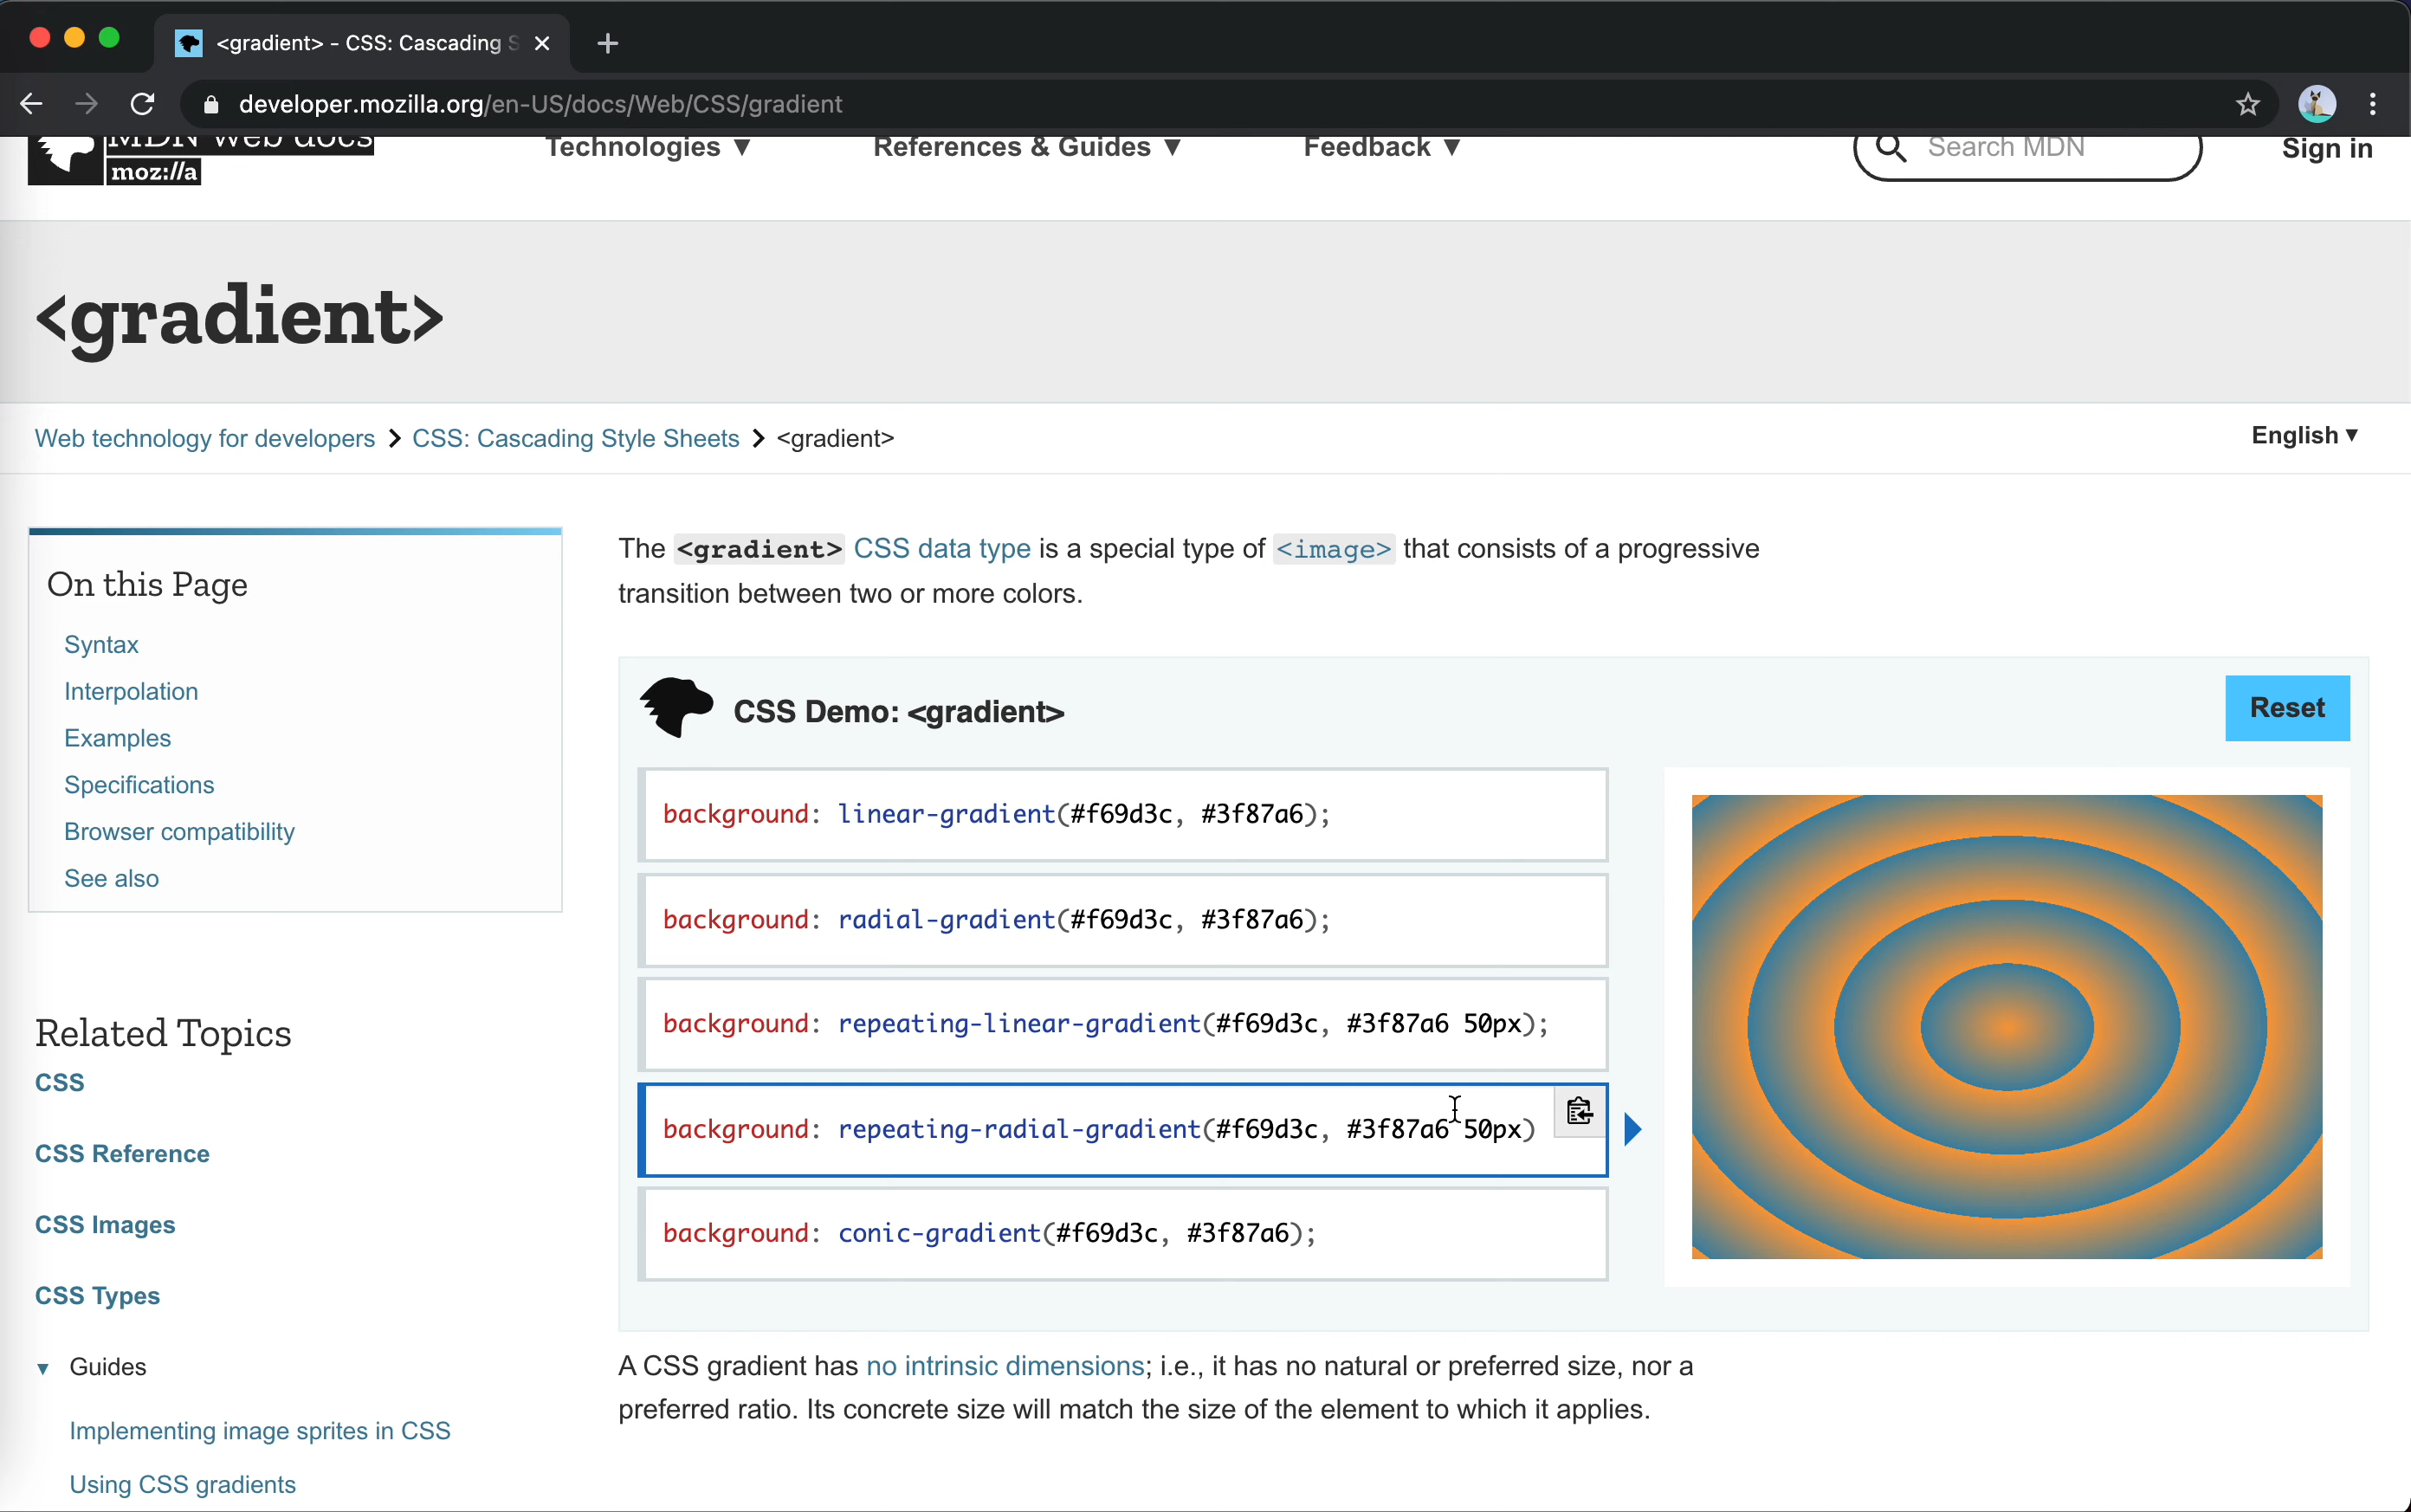 <gradient> - CSS: Cascading S
developer.mozilla.org/en-US/docs/Web/CSS/gradient
MDN web docs
moz://a
Technologies ▼
References & Guides ▼
Feedback ▼
Search MDN
Sign in
<gradient>
Web technology for developers > CSS: Cascading Style Sheets > <gradient>
English ▼
On this Page
Syntax
Interpolation
Examples
Specifications
Browser compatibility
See also
Related Topics
CSS
CSS Reference
CSS Images
CSS Types
▼ Guides
Implementing image sprites in CSS
Using CSS gradients
The <gradient> CSS data type is a special type of <image> that consists of a progressive
transition between two or more colors.
CSS Demo: <gradient>
Reset
background: linear-gradient(#f69d3c, #3f87a6);
background: radial-gradient(#f69d3c, #3f87a6);
background: repeating-linear-gradient(#f69d3c, #3f87a6 50px);
background: repeating-radial-gradient(#f69d3c, #3f87a6 50px)
background: conic-gradient(#f69d3c, #3f87a6);
A CSS gradient has no intrinsic dimensions; i.e., it has no natural or preferred size, nor a
preferred ratio. Its concrete size will match the size of the element to which it applies.